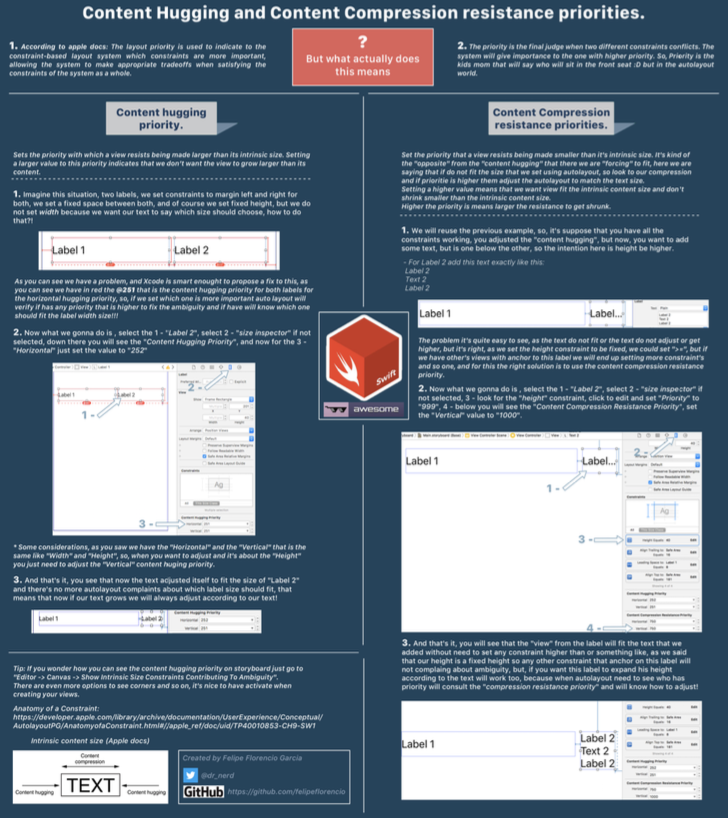 Content Hugging and Content Compression resistance priorities.
1. According to apple docs: The layout priority is used to indicate to the
constraint-based layout system which constraints are more important,
allowing the system to make appropriate tradeoffs when satisfying the
constraints of the system as a whole.
?
But what actually does
this means
2. The priority is the final judge when two different constraints conflicts. The
system will give importance to the one with higher priority. So, Prierity is the
kids mom that will say who will sit in the front seat :D but in the autolayout
world.
Content hugging
priority.
Sets the priority with which a view resists being made larger than its intrinsic size. Setting
a larger value to this priority indicates that we don't want the view to grow larger than its
content.
1. Imagine this situation, two labels, we set constraints to margin left and right for
both, we set a fixed space between both, and of course we set fixed height, but we do
not set width because we want our text to say which size should choose, how to do
that?!
Label 1
Label 2
As you can see we have a problem, and Xcode is smart enought to propose a fix to this, as
you can see we have in red the @251 that is the content hugging priority for both labels for
the horizontal hugging priority, so, if we set which one is more important auto layout will
verify if has any priority that is higher to fix the ambiguity and if have will know which one
should fit the label width size!!!
2. Now what we gonna do is , select the 1 - "Label 2", select 2 - "size inspector" if not
selected, down there you will see the "Content Hugging Priority", and now for the 3 -
"Horizontal" just set the value to "252"
Label 1
Label 2
1 -
2 -
3 -
* Some considerations, as you saw we have the "Horizontal" and the "Vertical" that is the
same like "Width" and "Height", so, when you want to adjust and it's about the "Height"
you just need to adjust the "Vertical" content huging priority.
3. And that's it, you see that now the text adjusted itself to fit the size of "Label 2"
and there's no more autolayout complaints about which label size should fit, that
means that now if our text grows we will always adjust according to our text!
Label 1
Label 2
Content Hugging Priority
Horizontal 252
Vertical 251
Tip: If you wonder how you can see the content hugging priority on storyboard just go to
"Editor -> Canvas -> Show Intrinsic Size Constraints Contributing To Ambiguity".
There are even more options to see corners and so on, it's nice to have activate when
creating your views.
Anatomy of a Constraint:
https://developer.apple.com/library/archive/documentation/UserExperience/Conceptual/
AutolayoutPG/AnatomyofaConstraint.html#//apple_ref/doc/uid/TP40010853-CH9-SW1
Intrinsic content size (Apple docs)
Content
compression
TEXT
Content hugging
Content hugging
Created by Felipe Florencio Garcia
@dr_nerd
GitHub https://github.com/felipeflorencio
Swift
awesome
Content Compression
resistance priorities.
Set the priority that a view resists being made smaller than it's intrinsic size. It's kind of
the "opposite" from the "content hugging" that there we are "forcing" to fit, here we are
saying that if do not fit the size that we set using autolayout, so look to our compression
and if prioritie is higher them adjust the autolayout to match the text size.
Setting a higher value means that we want view fit the intrinsic content size and don't
shrink smaller than the intrinsic content size.
Higher the priority is means larger the resistance to get shrunk.
1. We will reuse the previous example, so, it's suppose that you have all the
constraints working, you adjusted the "content hugging", but now, you want to add
some text, but is one below the other, so the intention here is height be higher.
- For Label 2 add this text exactly like this:
Label 2
Text 2
Label 2
Label 1
Label...
The problema it's quite easy to see, as the text do not fit or the text do not adjust or get
higher, but it's right, as we set the height constraint to be fixed, we could set ">=", but if
we have other's views with anchor to this label we will end up setting more constraint's
and so one, and for this the right solution is to use the content compression resistance
priority.
2. Now what we gonna do is , select the 1 - "Label 2", select 2 - "size inspector" if
not selected, 3 - look for the "height" constraint, click to edit and set "Priority" to
"999", 4 - below you will see the "Content Compression Resistance Priority", set
the "Vertical" value to "1000".
Label 1
Label...
1 -
2 -
3 -
4 -
3. And that's it, you will see that the "view" from the label will fit the text that we
added without need to set any constraint higher than or something like, as we said
that our height is a fixed height so any other constraint that anchor on this label will
not complaing about ambiguity, but, if you want this label to expand his height
according to the text will work too, because when autolayout need to see who has
priority will consult the "compression resistance priority" and will know how to adjust!
Label 1
Label 2
Text 2
Label 2